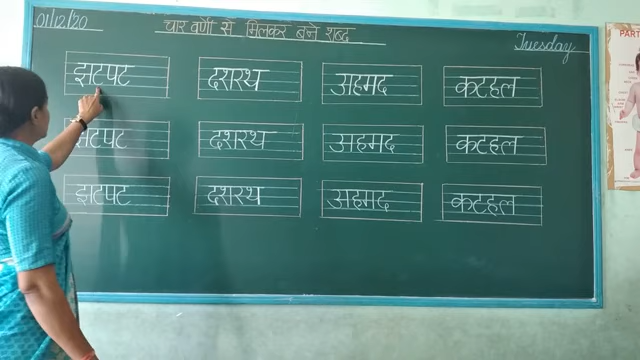 01/12/20
चार वर्णो से मिलकर बने शब्द
Tuesday
झटपट दशरथ अहमद कटहल
झटपट दशरथ अहमद कटहल
झटपट दशरथ अहमद कटहल
PART